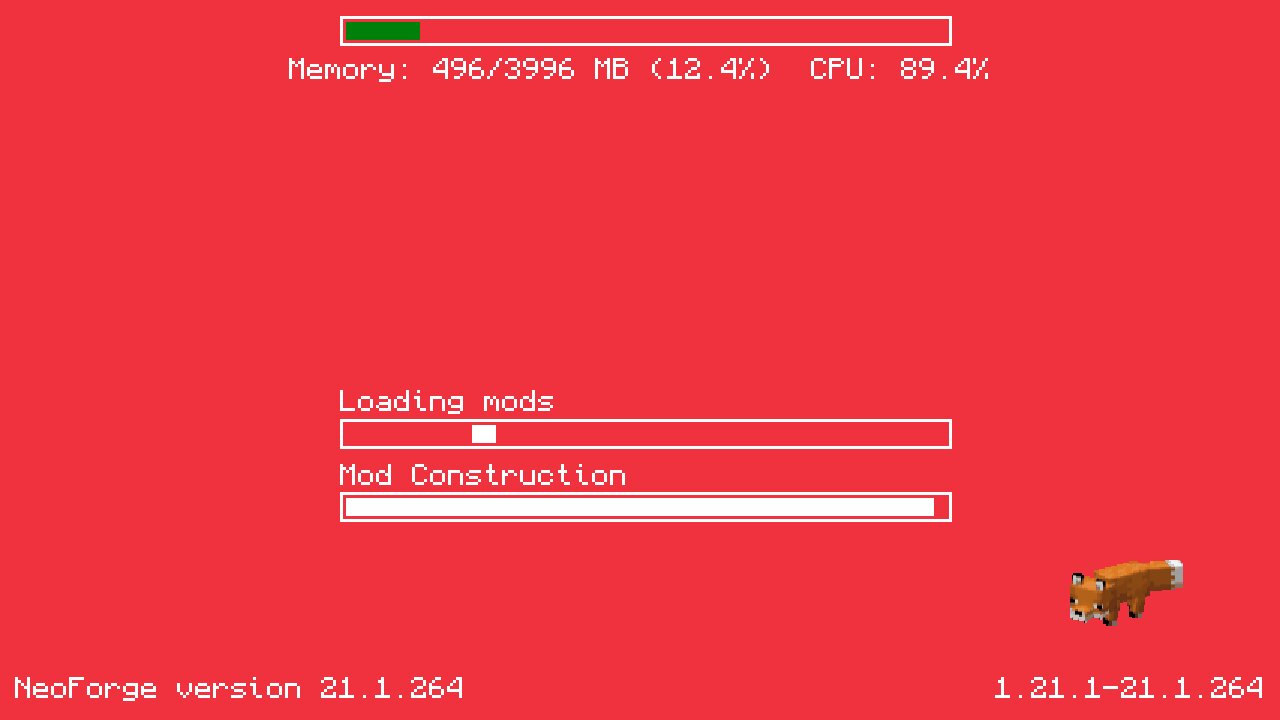 Memory: 496/3996 MB (12.4%)  CPU: 89.4%
Loading mods
Mod Construction
NeoForge version 21.1.264
1.21.1-21.1.264